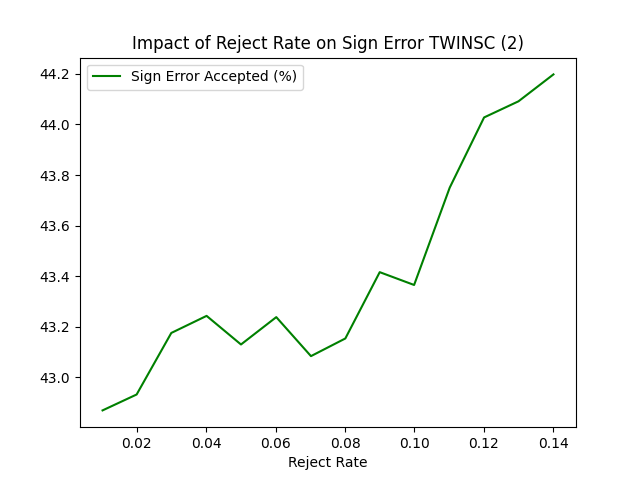 Impact of Reject Rate on Sign Error TWINSC (2)
Sign Error Accepted (%)
44.2
44.0
43.8
43.6
43.4
43.2
43.0
0.02 0.04 0.06 0.08 0.10 0.12 0.14
Reject Rate